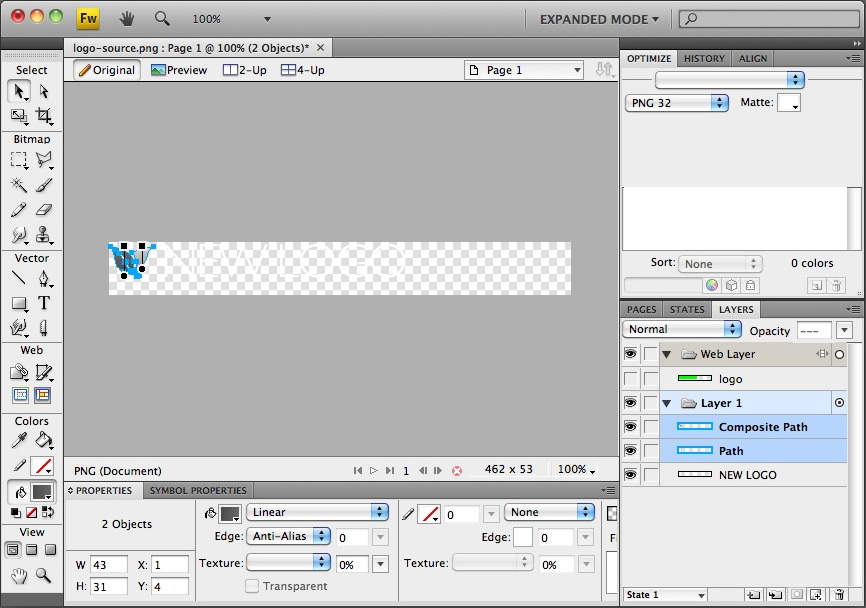 Fw
100%
EXPANDED MODE
logo-source.png : Page 1 @ 100% (2 Objects)*
Original
Preview
2-Up
4-Up
Page 1
Select
Bitmap
Vector
T
Web
Colors
View
NEW LOGO
PNG (Document)
1
462 x 53
100%
PROPERTIES
SYMBOL PROPERTIES
2 Objects
W 43 X: 1
H: 31 Y: 4
Linear
Edge: Anti-Alias 0
Texture: 0%
Transparent
0 None
Edge: 0
Texture: 0%
OPTIMIZE HISTORY ALIGN
PNG 32 Matte:
Sort: None 0 colors
PAGES STATES LAYERS
Normal Opacity ---
Web Layer
logo
Layer 1
Composite Path
Path
NEW LOGO
State 1